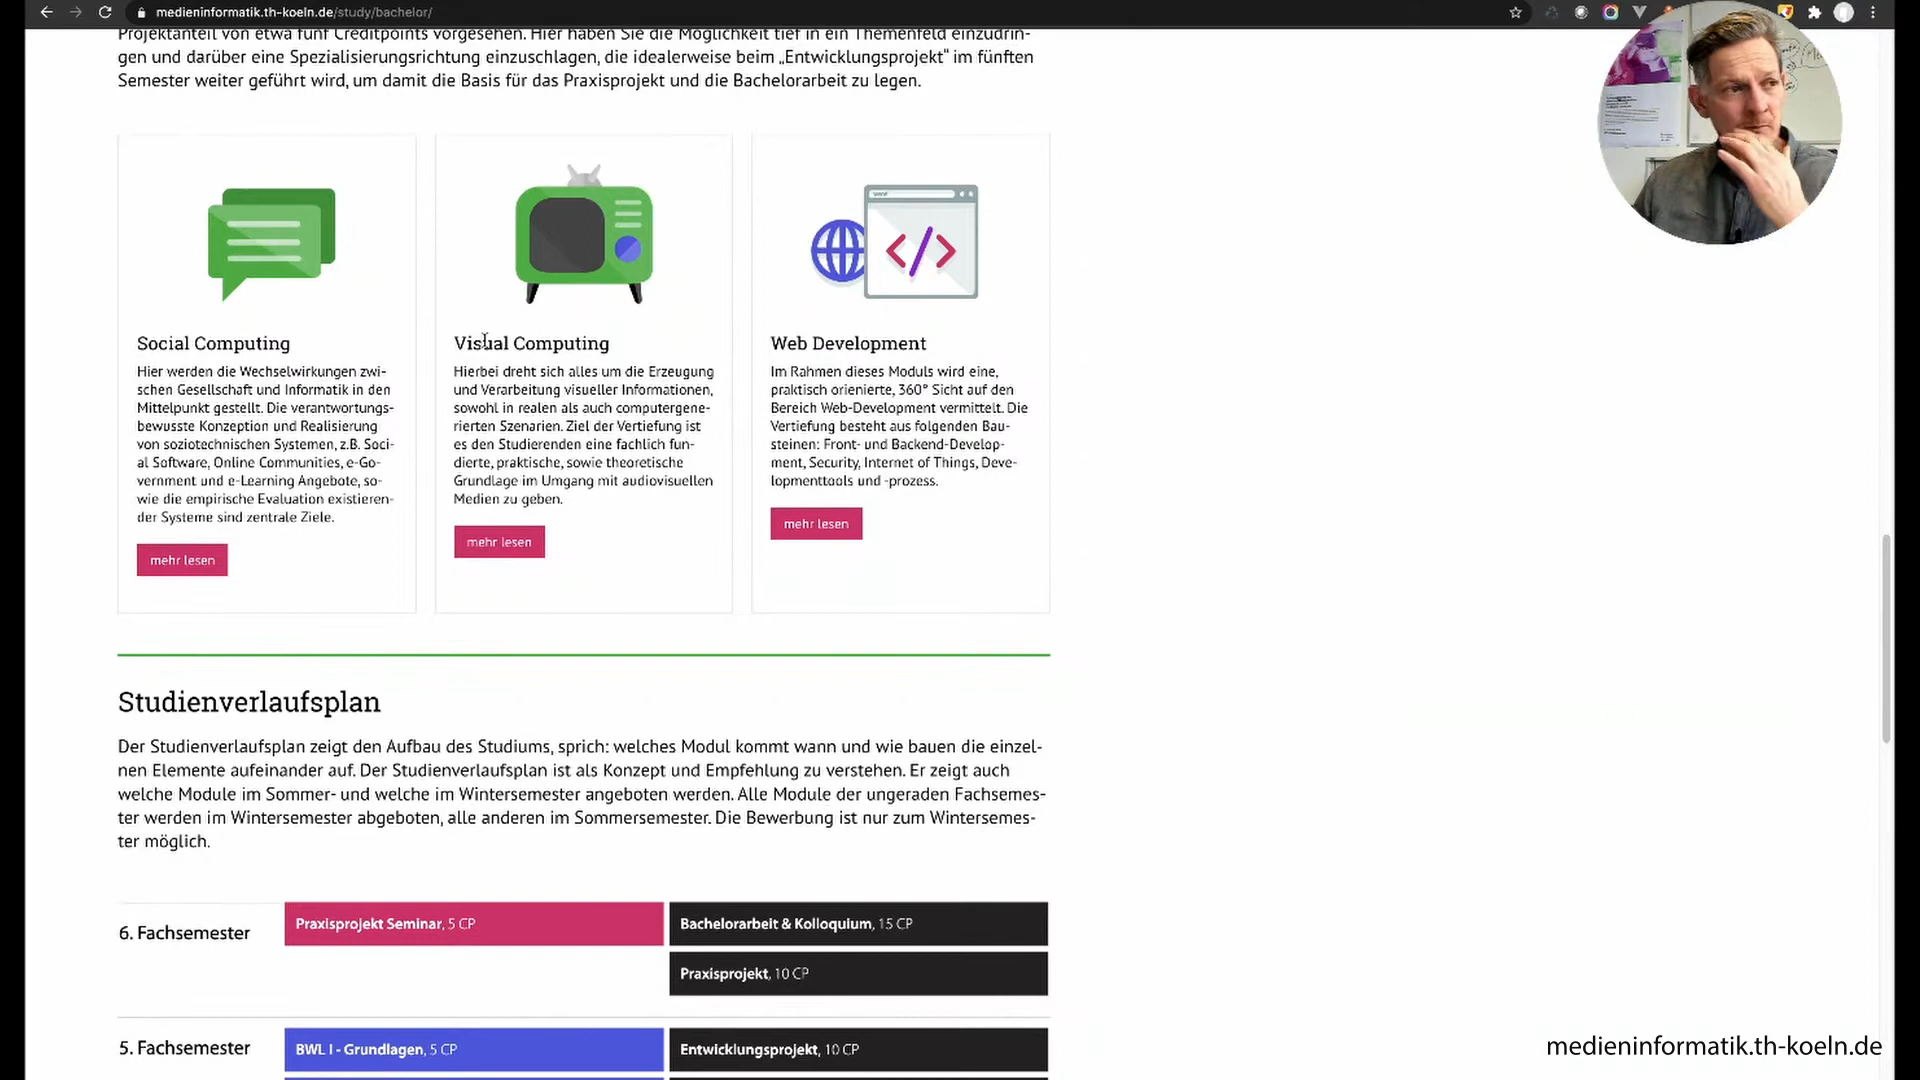 medieninformatik.th-koeln.de/study/bachelor/
Projektanteil von etwa fünf Creditpoints vorgesehen. Hier haben Sie die Möglichkeit tief in ein Themenfeld einzudrin-
gen und darüber eine Spezialisierungsrichtung einzuschlagen, die idealerweise beim „Entwicklungsprojekt“ im fünften
Semester weiter geführt wird, um damit die Basis für das Praxisprojekt und die Bachelorarbeit zu legen.
Social Computing
Hier werden die Wechselwirkungen zwi-
schen Gesellschaft und Informatik in den
Mittelpunkt gestellt. Die verantwortungs-
bewusste Konzeption und Realisierung
von soziotechnischen Systemen, z.B. Soci-
al Software, Online Communities, e-Go-
vernment und e-Learning Angebote, so-
wie die empirische Evaluation existieren-
der Systeme sind zentrale Ziele.
mehr lesen
Visual Computing
Hierbei dreht sich alles um die Erzeugung
und Verarbeitung visueller Informationen,
sowohl in realen als auch computergene-
rierten Szenarien. Ziel der Vertiefung ist
es den Studierenden eine fachlich fun-
dierte, praktische, sowie theoretische
Grundlage im Umgang mit audiovisuellen
Medien zu geben.
mehr lesen
www
Web Development
Im Rahmen dieses Moduls wird eine,
praktisch orienierte, 360° Sicht auf den
Bereich Web-Development vermittelt. Die
Vertiefung besteht aus folgenden Bau-
steinen: Front- und Backend-Develop-
ment, Security, Internet of Things, Deve-
lopmenttools und -prozess.
mehr lesen
Studienverlaufsplan
Der Studienverlaufsplan zeigt den Aufbau des Studiums, sprich: welches Modul kommt wann und wie bauen die einzel-
nen Elemente aufeinander auf. Der Studienverlaufsplan ist als Konzept und Empfehlung zu verstehen. Er zeigt auch
welche Module im Sommer- und welche im Wintersemester angeboten werden. Alle Module der ungeraden Fachsemes-
ter werden im Wintersemester abgeboten, alle anderen im Sommersemester. Die Bewerbung ist nur zum Wintersemes-
ter möglich.
6. Fachsemester
Praxisprojekt Seminar, 5 CP
Bachelorarbeit & Kolloquium, 15 CP
Praxisprojekt, 10 CP
5. Fachsemester
BWL I - Grundlagen, 5 CP
Entwicklungsprojekt, 10 CP
medieninformatik.th-koeln.de